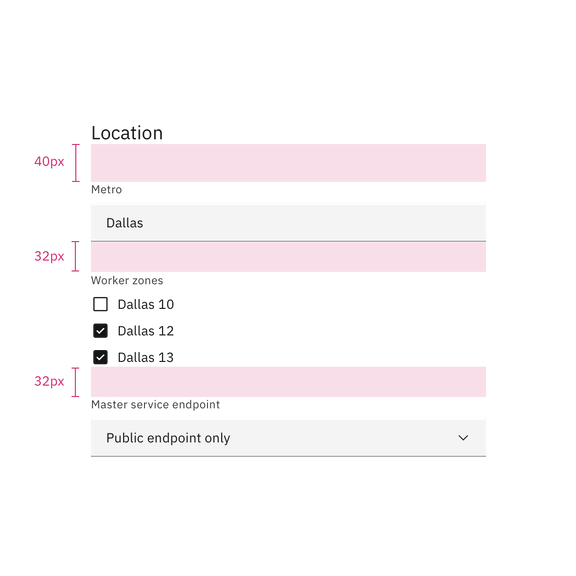 Location
40px
Metro
Dallas
32px
Worker zones
Dallas 10
Dallas 12
Dallas 13
32px
Master service endpoint
Public endpoint only